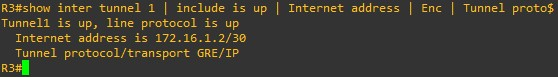 R3#show inter tunnel 1 | include is up | Internet address | Enc | Tunnel proto$
Tunnel1 is up, line protocol is up
Internet address is 172.16.1.2/30
Tunnel protocol/transport GRE/IP
R3#